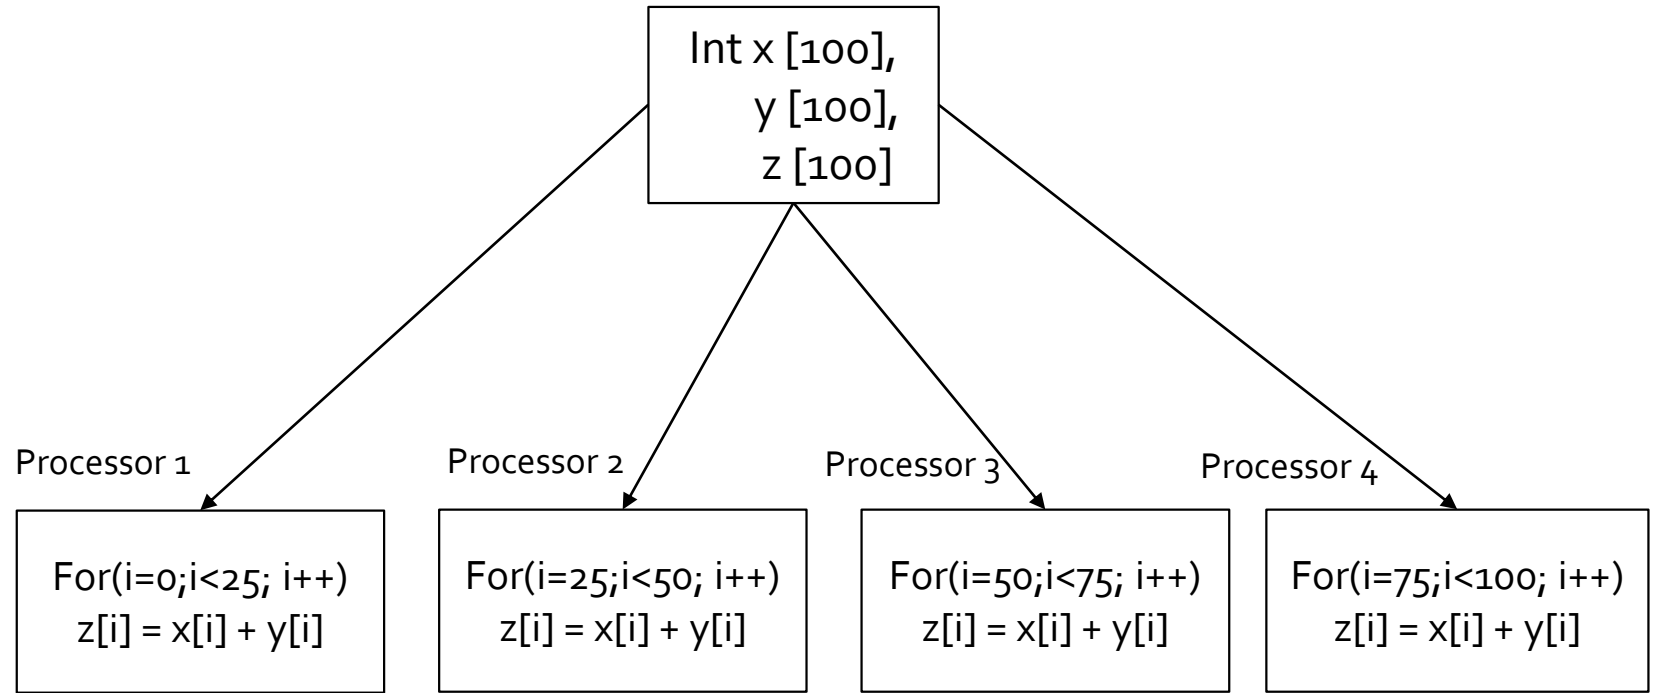 Int x [100],
y [100],
z [100]
Processor 1
Processor 2
Processor 3
Processor 4
For(i=0;i<25; i++)
z[i] = x[i] + y[i]
For(i=25;i<50; i++)
z[i] = x[i] + y[i]
For(i=50;i<75; i++)
z[i] = x[i] + y[i]
For(i=75;i<100; i++)
z[i] = x[i] + y[i]